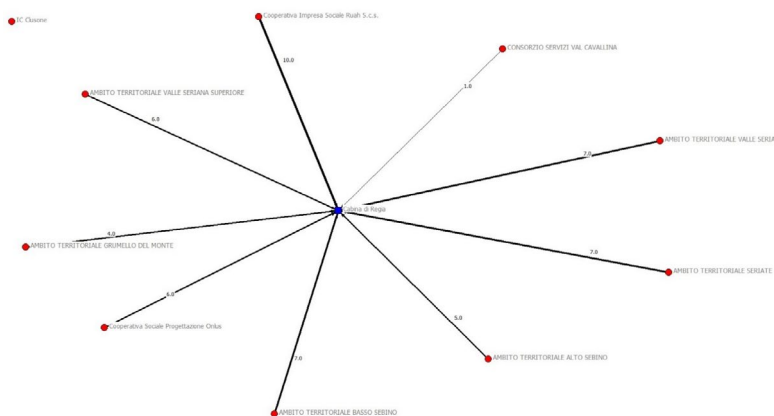 Cooperativa Impresa Sociale Ruah S.c.s.
IC Clusone
CONSORZIO SERVIZI VAL CAVALLINA
10.0
1.0
AMBITO TERRITORIALE VALLE SERIANA SUPERIORE
6.0
AMBITO TERRITORIALE VALLE SERIA
7.0
Cabina di Regia
4.0
AMBITO TERRITORIALE GRUMELLO DEL MONTE
7.0
AMBITO TERRITORIALE SERIATE
6.0
5.0
Cooperativa Sociale Progettazione Onlus
7.0
AMBITO TERRITORIALE ALTO SEBINO
AMBITO TERRITORIALE BASSO SEBINO